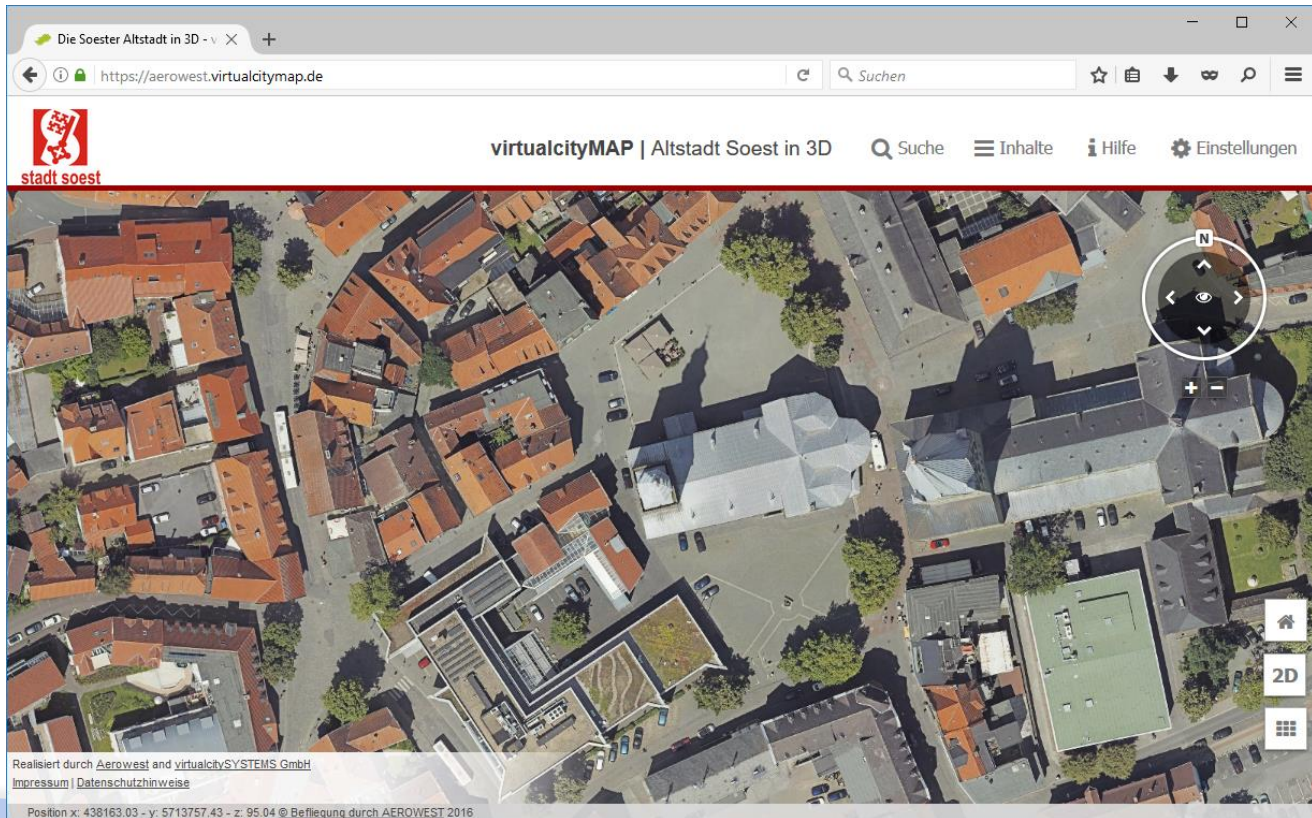 Die Soester Altstadt in 3D - v
https://aerowest.virtualcitymap.de
Suchen
stadt soest
virtualcityMAP | Altstadt Soest in 3D
Suche
Inhalte
Hilfe
Einstellungen
N
2D
Realisiert durch Aerowest and virtualcitySYSTEMS GmbH
Impressum | Datenschutzhinweise
Position x: 438163.03 - y: 5713757.43 - z: 95.04 © Befliegung durch AEROWEST 2016